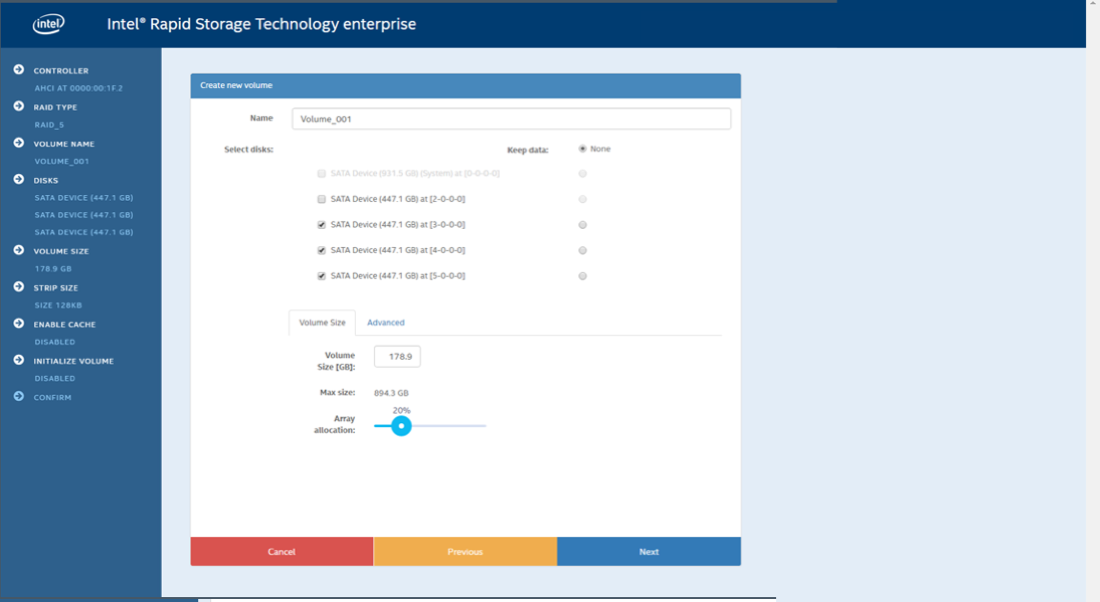 intel Intel® Rapid Storage Technology enterprise
CONTROLLER
AHCI AT 0000:00:1F.2
RAID TYPE
RAID_5
VOLUME NAME
VOLUME_001
DISKS
SATA DEVICE (447.1 GB)
SATA DEVICE (447.1 GB)
SATA DEVICE (447.1 GB)
VOLUME SIZE
178.9 GB
STRIP SIZE
SIZE 128KB
ENABLE CACHE
DISABLED
INITIALIZE VOLUME
DISABLED
CONFIRM
Create new volume
Name Volume_001
Select disks: Keep data: None
SATA Device (931.5 GB) (System) at [0-0-0-0]
SATA Device (447.1 GB) at [2-0-0-0]
SATA Device (447.1 GB) at [3-0-0-0]
SATA Device (447.1 GB) at [4-0-0-0]
SATA Device (447.1 GB) at [5-0-0-0]
Volume Size Advanced
Volume
Size [GB]: 178.9
Max size: 894.3 GB
20%
Array
allocation:
Cancel Previous Next